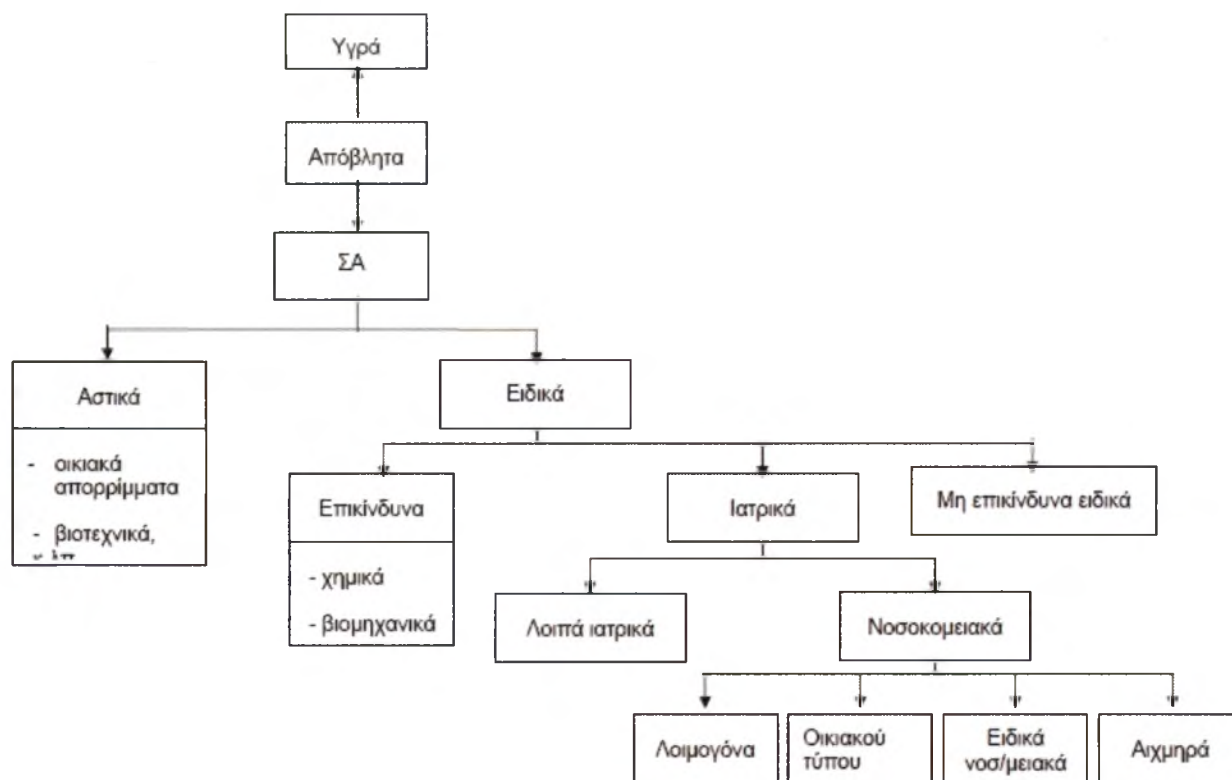 Υγρά
Απόβλητα
ΣΑ
Αστικά
- οικιακά
απορρίμματα
- βιοτεχνικά,
Ειδικά
Επικίνδυνα
- χημικά
- βιομηχανικά
Ιατρικά
Μη επικίνδυνα ειδικά
Λοιπά ιατρικά
Νοσοκομειακά
Λοιμογόνα
Οικιακού
τύπου
Ειδικά
νοσ/μειακά
Αιχμηρά